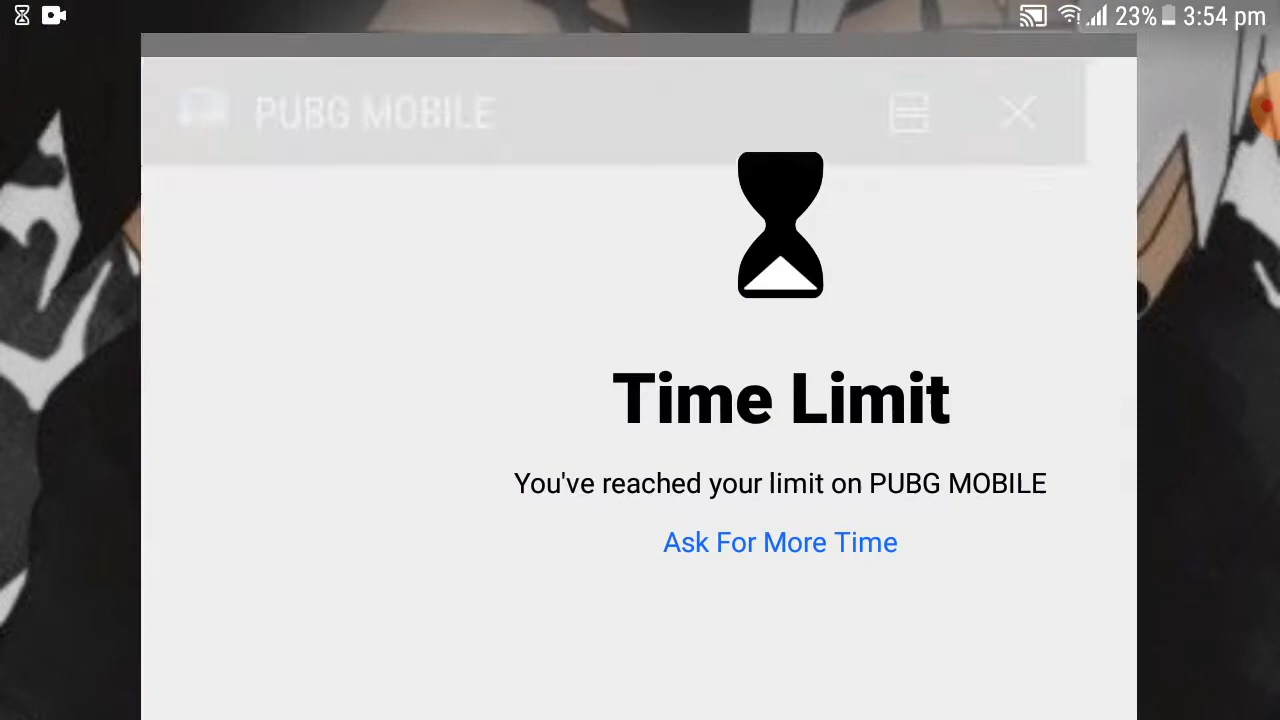 23% 3:54 pm
PUBG MOBILE
Time Limit
You've reached your limit on PUBG MOBILE
Ask For More Time